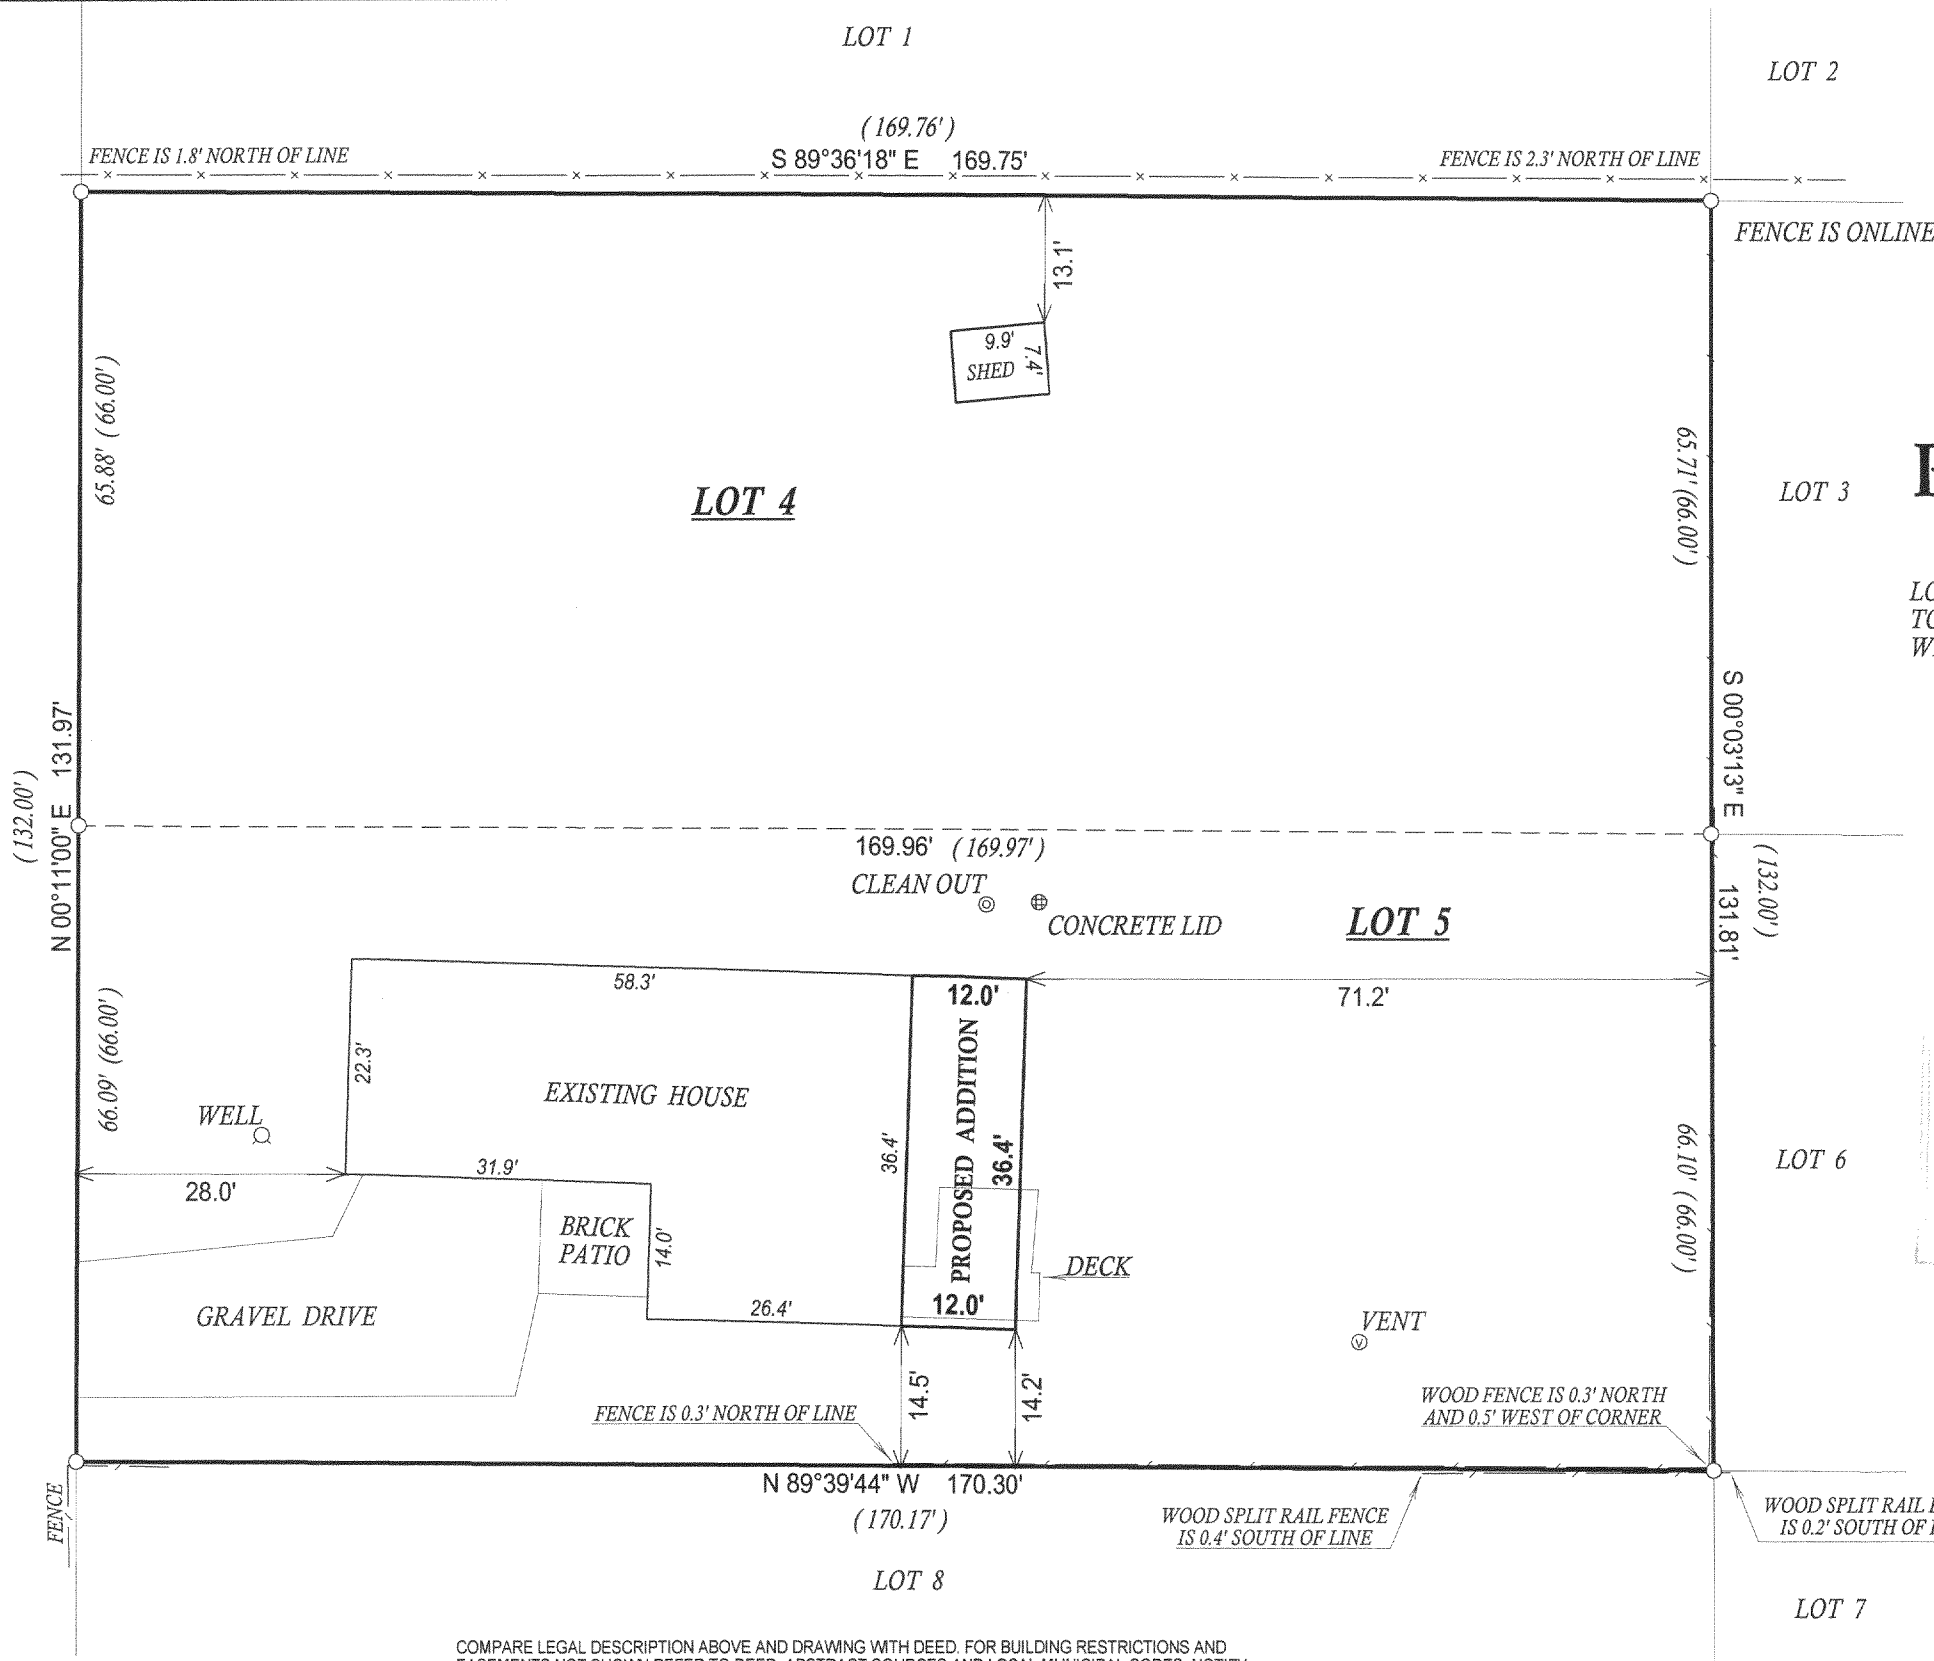 LOT 1
LOT 2
( 169.76' )
FENCE IS 1.8' NORTH OF LINE
S 89°36'18" E 169.75'
FENCE IS 2.3' NORTH OF LINE
FENCE IS ONLINE
13.1'
9.9'
7.4'
SHED
65.88' ( 66.00' )
65.71' (66.00' )
LOT 4
LOT 3
N 00°11'00" E 131.97'
( 132.00' )
S 00°03'13" E 131.81'
( 132.00' )
169.96' ( 169.97' )
CLEAN OUT
CONCRETE LID
LOT 5
58.3'
12.0'
71.2'
22.3'
66.09' (66.00' )
EXISTING HOUSE
WELL
36.4'
PROPOSED ADDITION
36.4'
66.10' ( 66.00' )
LOT 6
31.9'
28.0'
BRICK
PATIO
14.0'
DECK
GRAVEL DRIVE
26.4'
12.0'
VENT
V
14.5'
14.2'
FENCE IS 0.3' NORTH OF LINE
WOOD FENCE IS 0.3' NORTH
AND 0.5' WEST OF CORNER
N 89°39'44" W 170.30'
( 170.17' )
FENCE
WOOD SPLIT RAIL FENCE
IS 0.4' SOUTH OF LINE
WOOD SPLIT RAIL
IS 0.2' SOUTH OF
LOT 8
LOT 7
COMPARE LEGAL DESCRIPTION ABOVE AND DRAWING WITH DEED. FOR BUILDING RESTRICTIONS AND